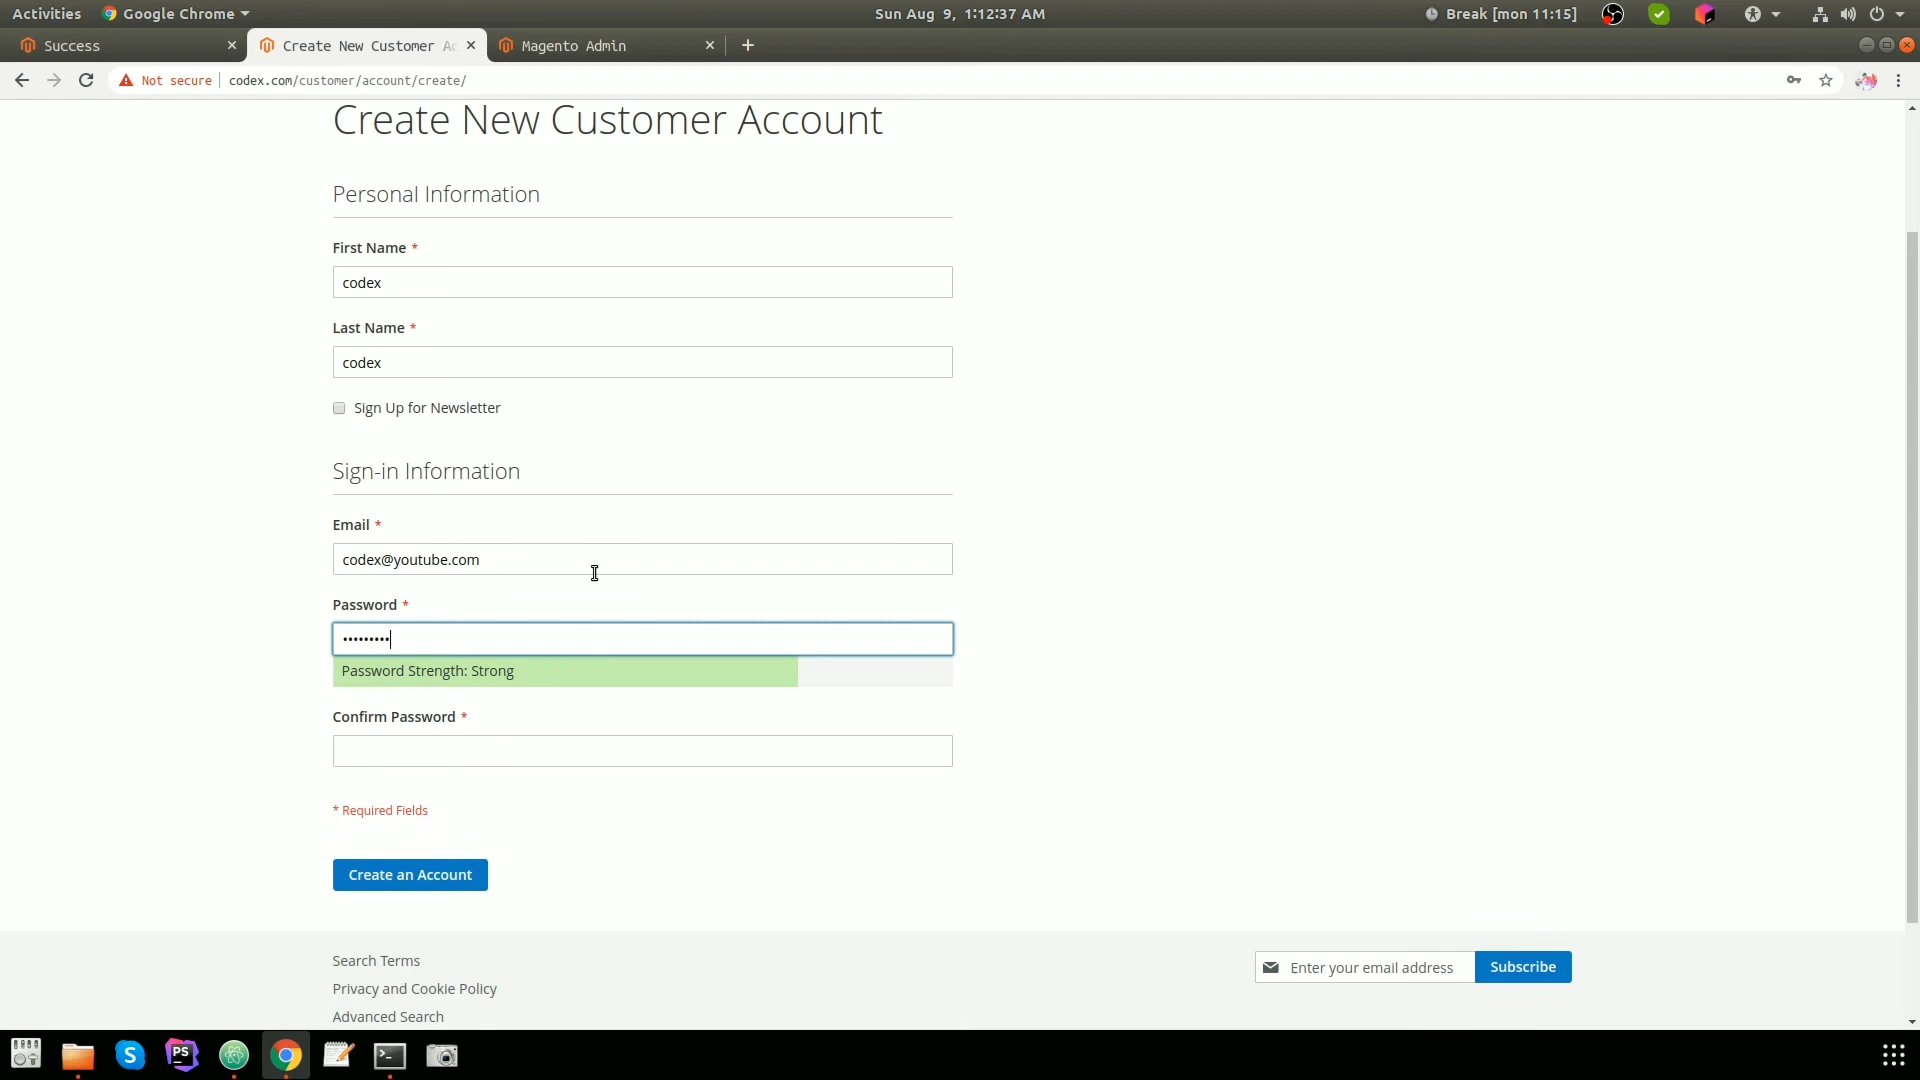 Activities Google Chrome Sun Aug 9, 1:12:37 AM Break [mon 11:15]
Success Create New Customer Ac Magento Admin
Not secure codex.com/customer/account/create/
Create New Customer Account
Personal Information
First Name *
codex
Last Name *
codex
Sign Up for Newsletter
Sign-in Information
Email *
codex@youtube.com
Password *
•••••••••
Password Strength: Strong
Confirm Password *
* Required Fields
Create an Account
Search Terms
Enter your email address Subscribe
Privacy and Cookie Policy
Advanced Search
S PS >_